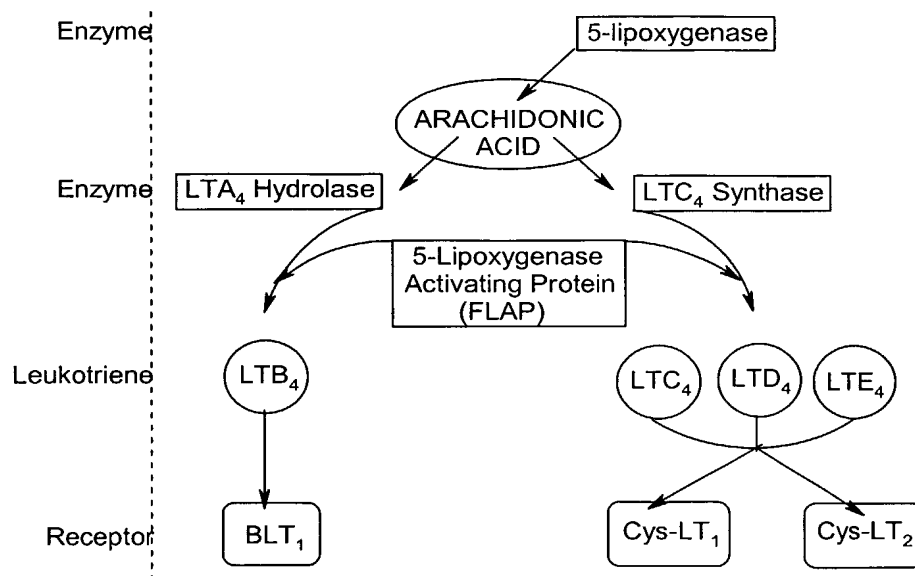 Enzyme
5-lipoxygenase
ARACHIDONIC
ACID
Enzyme
LTA₄ Hydrolase
LTC₄ Synthase
5-Lipoxygenase
Activating Protein
(FLAP)
Leukotriene
LTB₄
LTC₄
LTD₄
LTE₄
Receptor
BLT₁
Cys-LT₁
Cys-LT₂